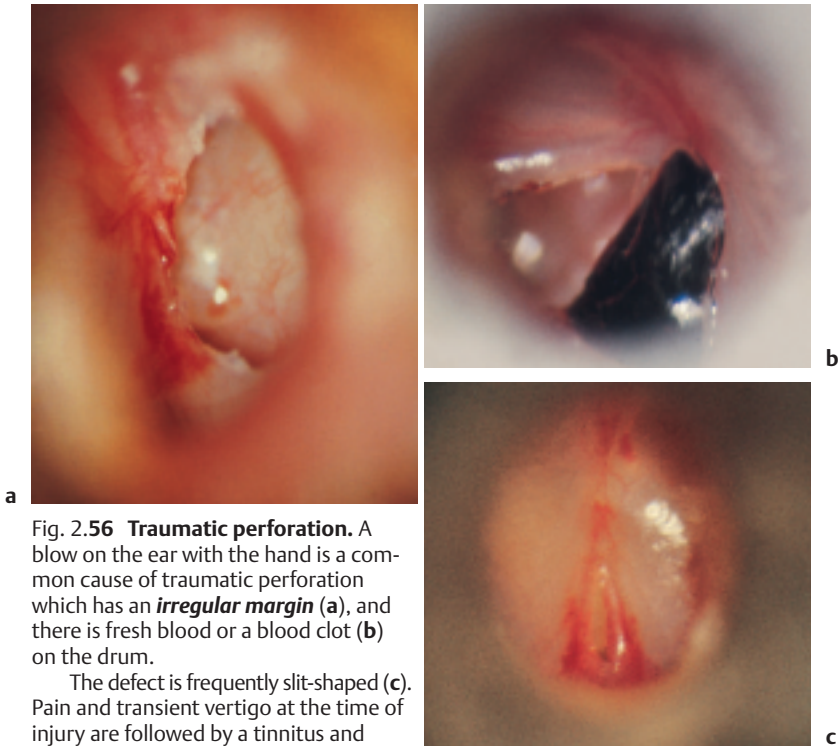 a
b
c
Fig. 2.56 Traumatic perforation. A
blow on the ear with the hand is a com-
mon cause of traumatic perforation
which has an irregular margin (a), and
there is fresh blood or a blood clot (b)
on the drum.
The defect is frequently slit-shaped (c).
Pain and transient vertigo at the time of
injury are followed by a tinnitus and